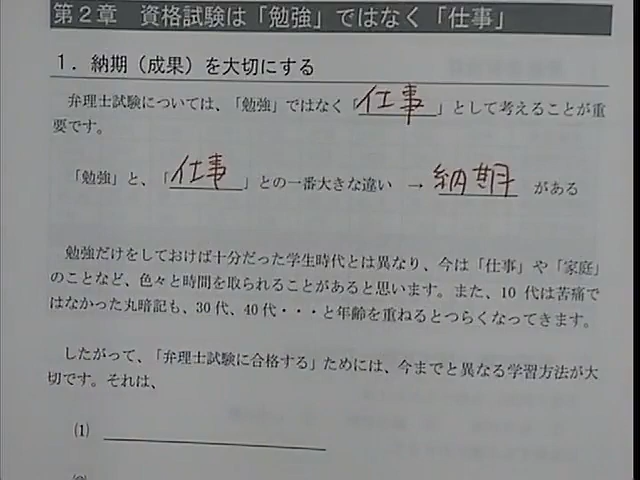 第２章　資格試験は「勉強」ではなく「仕事」
１．納期（成果）を大切にする
弁理士試験については、「勉強」ではなく「仕事」として考えることが重
要です。
「勉強」と、「仕事」との一番大きな違い　→　納期　がある
勉強だけをしておけば十分だった学生時代とは異なり、今は「仕事」や「家庭」
のことなど、色々と時間を取られることがあると思います。また、10 代は苦痛で
はなかった丸暗記も、30 代、40 代・・・と年齢を重ねるとつらくなってきます。
したがって、「弁理士試験に合格する」ためには、今までと異なる学習方法が大
切です。それは、
(1)